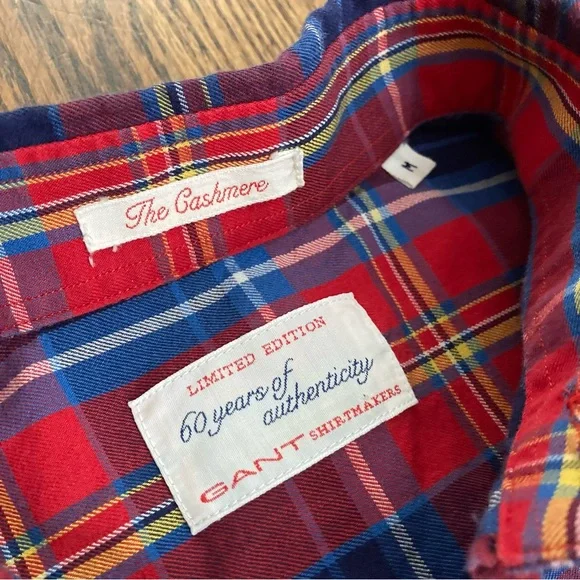 The Cashmere
M
LIMITED EDITION
60 years of
authenticity
GANT SHIRTMAKERS